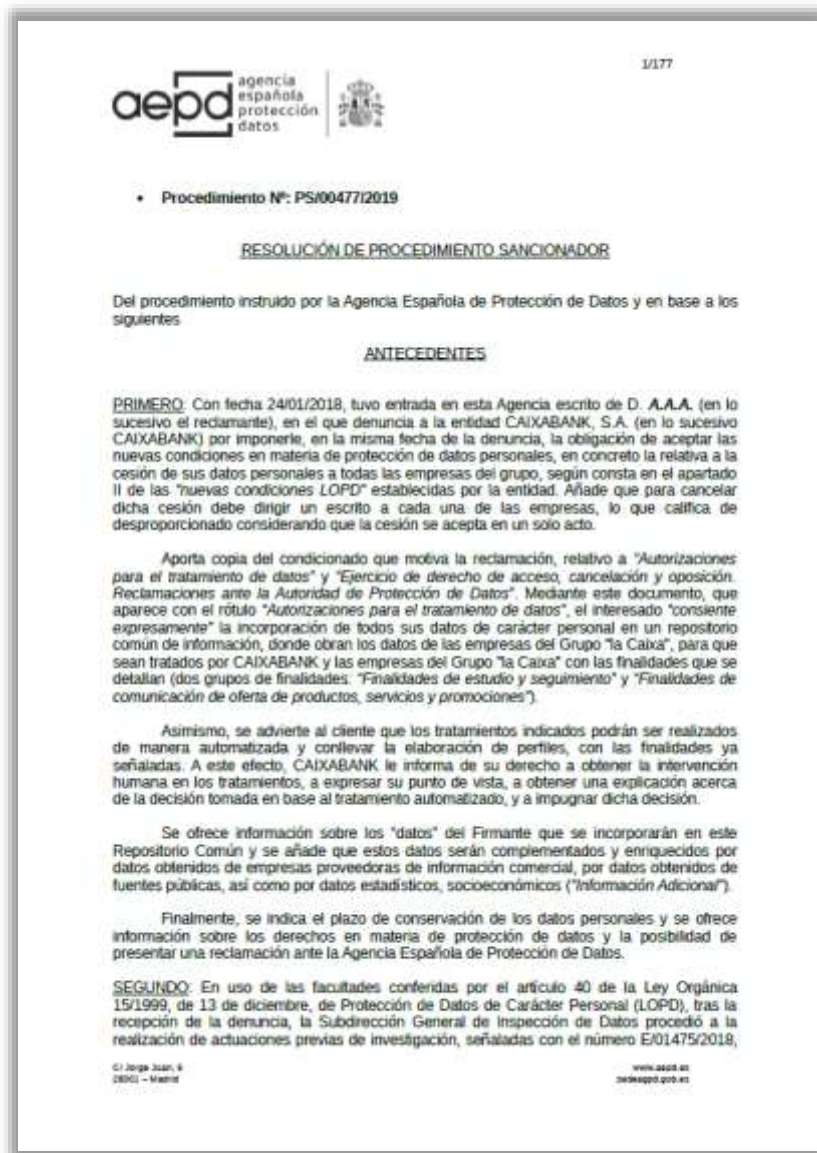 1/177
aepd
agencia
española
protección
datos
• Procedimiento Nº: PS/00477/2019
RESOLUCIÓN DE PROCEDIMIENTO SANCIONADOR
Del procedimiento instruido por la Agencia Española de Protección de Datos y en base a los
siguientes
ANTECEDENTES
PRIMERO: Con fecha 24/01/2018, tuvo entrada en esta Agencia escrito de D. A.A.A. (en lo
sucesivo el reclamante), en el que denuncia a la entidad CAIXABANK, S.A. (en lo sucesivo
CAIXABANK) por imponerle, en la misma fecha de la denuncia, la obligación de aceptar las
nuevas condiciones en materia de protección de datos personales, en concreto la relativa a la
cesión de sus datos personales a todas las empresas del grupo, según consta en el apartado
II de las "nuevas condiciones LOPD" establecidas por la entidad. Añade que para cancelar
dicha cesión debe dirigir un escrito a cada una de las empresas, lo que califica de
desproporcionado considerando que la cesión se acepta en un solo acto.
Aporta copia del condicionado que motiva la reclamación, relativo a "Autorizaciones
para el tratamiento de datos" y "Ejercicio de derecho de acceso, cancelación y oposición.
Reclamaciones ante la Autoridad de Protección de Datos". Mediante este documento, que
aparece con el rótulo "Autorizaciones para el tratamiento de datos", el interesado "consiente
expresamente" la incorporación de todos sus datos de carácter personal en un repositorio
común de información, donde obran los datos de las empresas del Grupo "la Caixa", para que
sean tratados por CAIXABANK y las empresas del Grupo "la Caixa" con las finalidades que se
detallan (dos grupos de finalidades: "Finalidades de estudio y seguimiento" y "Finalidades de
comunicación de oferta de productos, servicios y promociones").
Asimismo, se advierte al cliente que los tratamientos indicados podrán ser realizados
de manera automatizada y conllevar la elaboración de perfiles, con las finalidades ya
señaladas. A este efecto, CAIXABANK le informa de su derecho a obtener la intervención
humana en los tratamientos, a expresar su punto de vista, a obtener una explicación acerca
de la decisión tomada en base al tratamiento automatizado, y a impugnar dicha decisión.
Se ofrece información sobre los "datos" del Firmante que se incorporarán en este
Repositorio Común y se añade que estos datos serán complementados y enriquecidos por
datos obtenidos de empresas proveedoras de información comercial, por datos obtenidos de
fuentes públicas, así como por datos estadísticos, socioeconómicos ("Información Adicional").
Finalmente, se indica el plazo de conservación de los datos personales y se ofrece
información sobre los derechos en materia de protección de datos y la posibilidad de
presentar una reclamación ante la Agencia Española de Protección de Datos.
SEGUNDO: En uso de las facultades conferidas por el artículo 40 de la Ley Orgánica
15/1999, de 13 de diciembre, de Protección de Datos de Carácter Personal (LOPD), tras la
recepción de la denuncia, la Subdirección General de Inspección de Datos procedió a la
realización de actuaciones previas de investigación, señaladas con el número E/01475/2018,
C/ Jorge Juan, 6
28001 – Madrid
www.aepd.es
sedeagpd.gob.es